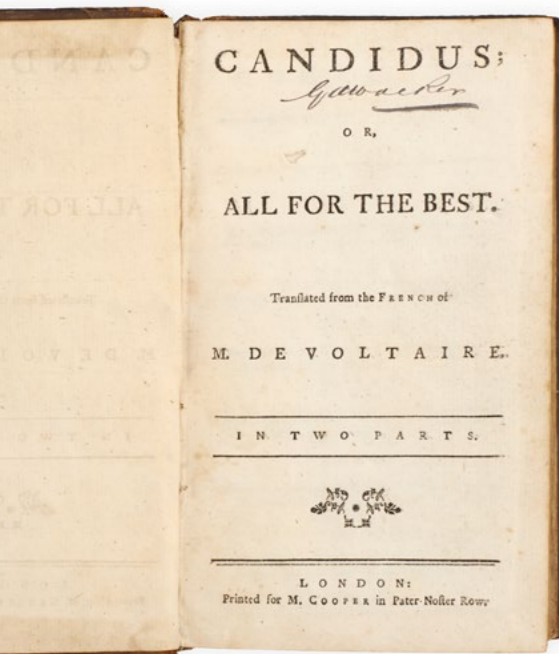 CANDIDUS;
OR,
ALL FOR THE BEST.
Tranſlated from the FRENCH of
M. DE VOLTAIRE.
IN TWO PARTS.
LONDON:
Printed for M. COOPER in Pater-Noſter Row.